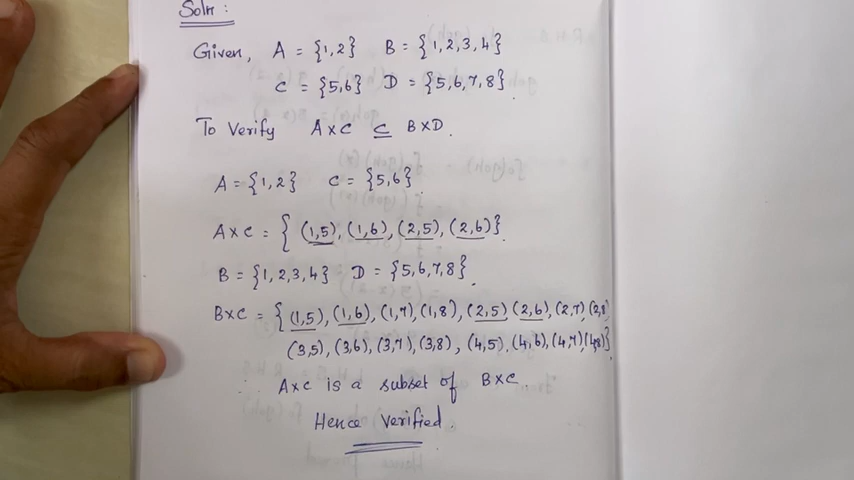 Soln :
Given, A = {1,2} B = {1,2,3,4}
C = {5,6} D = {5,6,7,8}.
To Verify A×C ⊆ B×D.
A = {1,2} C = {5,6}.
A×C = { (1,5), (1,6), (2,5), (2,6)}.
B = {1,2,3,4} D = {5,6,7,8}.
B×C = { (1,5), (1,6), (1,7), (1,8), (2,5) (2,6), (2,7), (2,8)
(3,5), (3,6), (3,7), (3,8), (4,5), (4,6), (4,7), (4,8)}.
∴ A×C is a subset of B×C.
Hence Verified.